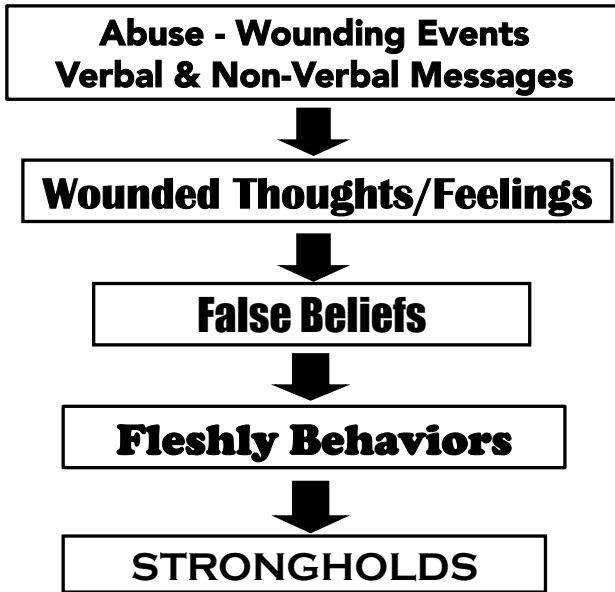 Abuse - Wounding Events
Verbal & Non-Verbal Messages
Wounded Thoughts/Feelings
False Beliefs
Fleshly Behaviors
STRONGHOLDS